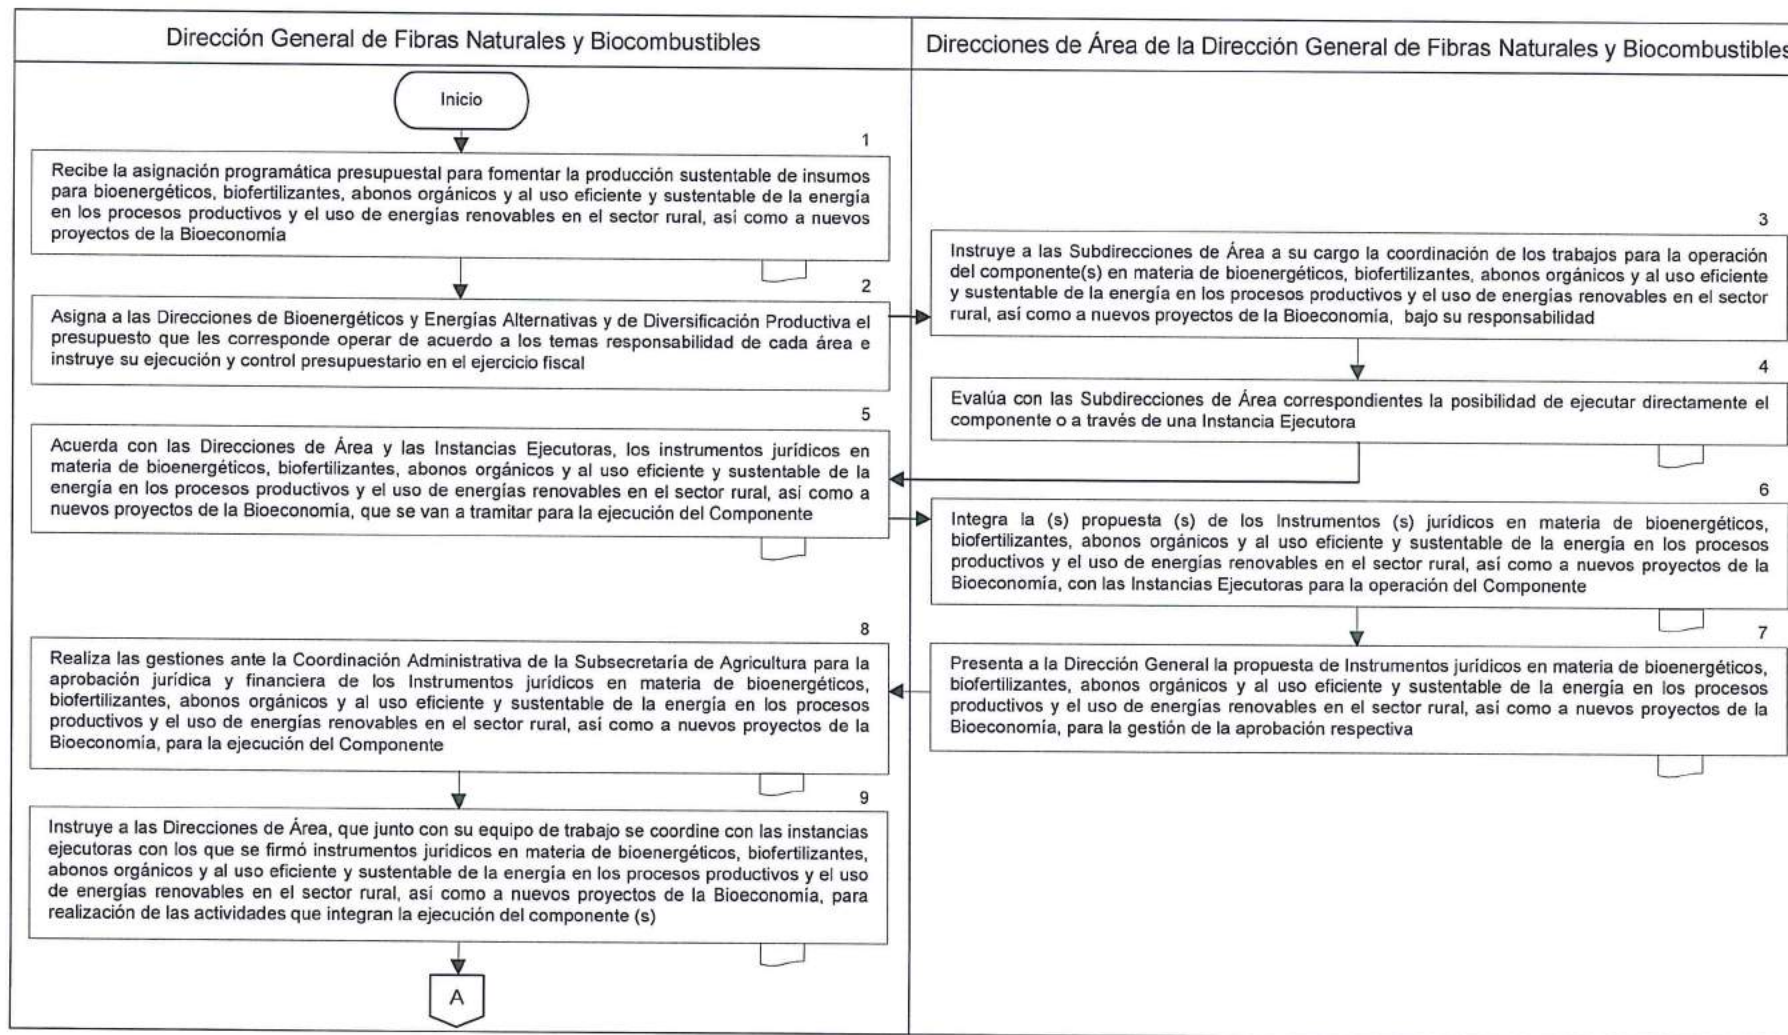 Dirección General de Fibras Naturales y Biocombustibles
Direcciones de Área de la Dirección General de Fibras Naturales y Biocombustibles
Inicio
1
Recibe la asignación programática presupuestal para fomentar la producción sustentable de insumos
para bioenergéticos, biofertilizantes, abonos orgánicos y al uso eficiente y sustentable de la energía
en los procesos productivos y el uso de energías renovables en el sector rural, así como a nuevos
proyectos de la Bioeconomía
2
Asigna a las Direcciones de Bioenergéticos y Energías Alternativas y de Diversificación Productiva el
presupuesto que les corresponde operar de acuerdo a los temas responsabilidad de cada área e
instruye su ejecución y control presupuestario en el ejercicio fiscal
3
Instruye a las Subdirecciones de Área a su cargo la coordinación de los trabajos para la operación
del componente(s) en materia de bioenergéticos, biofertilizantes, abonos orgánicos y al uso eficiente
y sustentable de la energía en los procesos productivos y el uso de energías renovables en el sector
rural, así como a nuevos proyectos de la Bioeconomía, bajo su responsabilidad
4
Evalúa con las Subdirecciones de Área correspondientes la posibilidad de ejecutar directamente el
componente o a través de una Instancia Ejecutora
5
Acuerda con las Direcciones de Área y las Instancias Ejecutoras, los instrumentos jurídicos en
materia de bioenergéticos, biofertilizantes, abonos orgánicos y al uso eficiente y sustentable de la
energía en los procesos productivos y el uso de energías renovables en el sector rural, así como a
nuevos proyectos de la Bioeconomía, que se van a tramitar para la ejecución del Componente
6
Integra la (s) propuesta (s) de los Instrumentos (s) jurídicos en materia de bioenergéticos,
biofertilizantes, abonos orgánicos y al uso eficiente y sustentable de la energía en los procesos
productivos y el uso de energías renovables en el sector rural, así como a nuevos proyectos de la
Bioeconomía, con las Instancias Ejecutoras para la operación del Componente
7
Presenta a la Dirección General la propuesta de Instrumentos jurídicos en materia de bioenergéticos,
biofertilizantes, abonos orgánicos y al uso eficiente y sustentable de la energía en los procesos
productivos y el uso de energías renovables en el sector rural, así como a nuevos proyectos de la
Bioeconomía, para la gestión de la aprobación respectiva
8
Realiza las gestiones ante la Coordinación Administrativa de la Subsecretaría de Agricultura para la
aprobación jurídica y financiera de los Instrumentos jurídicos en materia de bioenergéticos,
biofertilizantes, abonos orgánicos y al uso eficiente y sustentable de la energía en los procesos
productivos y el uso de energías renovables en el sector rural, así como a nuevos proyectos de la
Bioeconomía, para la ejecución del Componente
9
Instruye a las Direcciones de Área, que junto con su equipo de trabajo se coordine con las instancias
ejecutoras con los que se firmó instrumentos juridicos en materia de bioenergéticos, biofertilizantes,
abonos orgánicos y al uso eficiente y sustentable de la energía en los procesos productivos y el uso
de energías renovables en el sector rural, así como a nuevos proyectos de la Bioeconomía, para
realización de las actividades que integran la ejecución del componente (s)
A